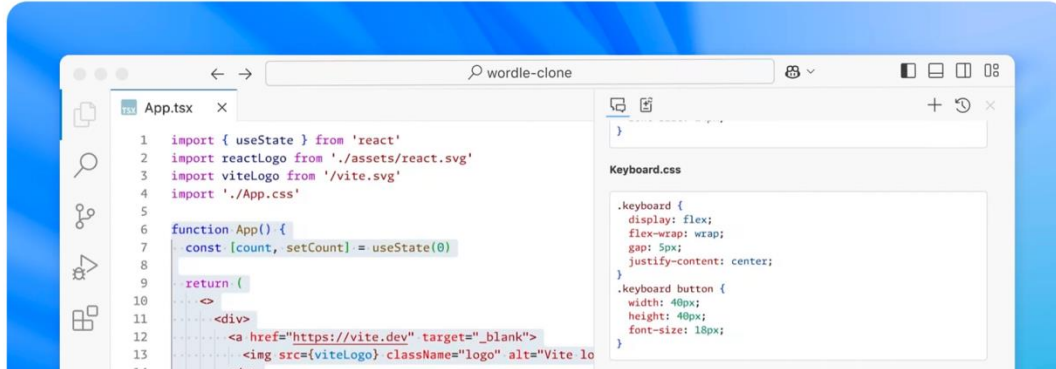 wordle-clone
TSX App.tsx
1 import { useState } from 'react'
2 import reactLogo from './assets/react.svg'
3 import viteLogo from '/vite.svg'
4 import './App.css'
5
6 function App() {
7 const [count, setCount] = useState(0)
8
9 return (
10 <>
11 <div>
12 <a href="https://vite.dev" target="_blank">
13 <img src={viteLogo} className="logo" alt="Vite lo
}
Keyboard.css
.keyboard {
display: flex;
flex-wrap: wrap;
gap: 5px;
justify-content: center;
}
.keyboard button {
width: 40px;
height: 40px;
font-size: 18px;
}